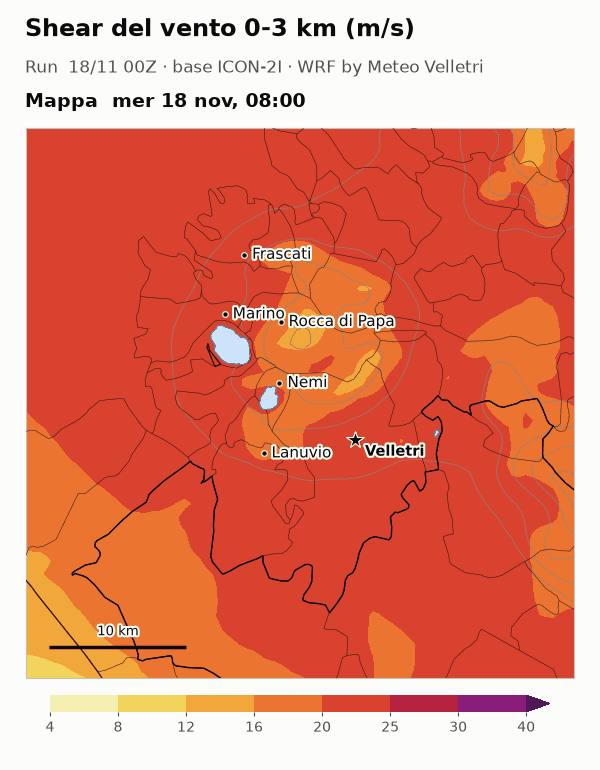 Shear del vento 0-3 km (m/s)
Run  18/11 00Z · base ICON-2I · WRF by Meteo Velletri
Mappa  mer 18 nov, 08:00
Frascati
Marino
Rocca di Papa
Nemi
Velletri
Lanuvio
10 km
4 8 12 16 20 25 30 40